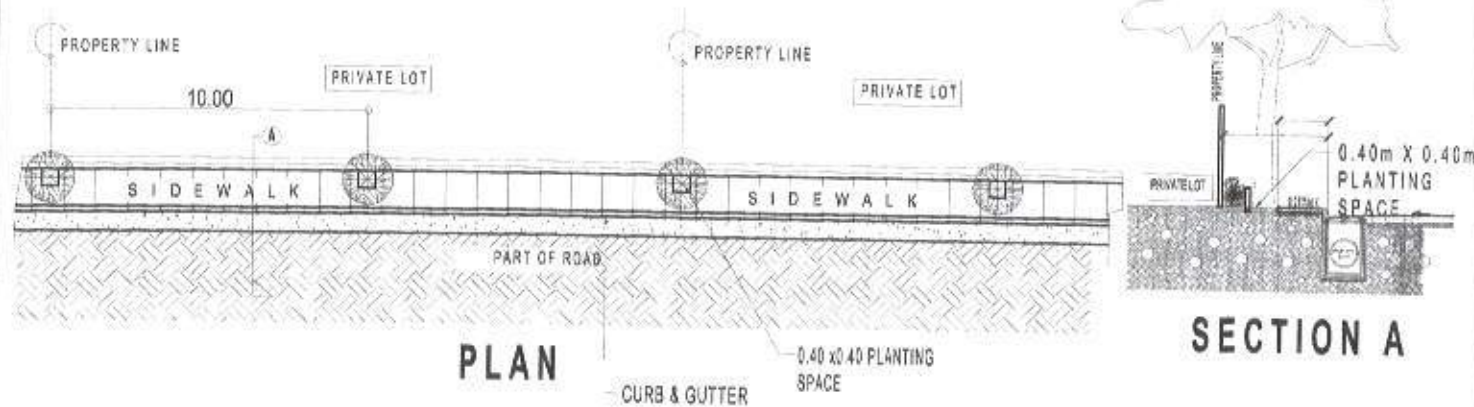 PROPERTY LINE
PRIVATE LOT
10.00
A
PROPERTY LINE
PRIVATE LOT
SIDEWALK
SIDEWALK
PART OF ROAD
PLAN
0.40 x0.40 PLANTING
SPACE
CURB & GUTTER
PROPERTY LINE
0.40m X 0.40m
PLANTING
SPACE
PRIVATE LOT
SECTION A